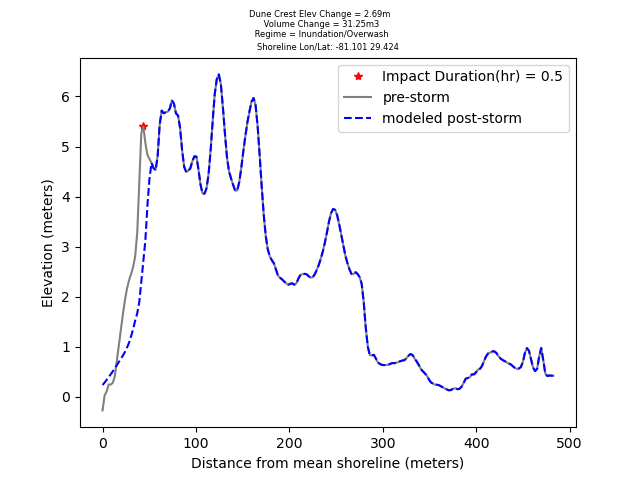 Dune Crest Elev Change = 2.69m
Volume Change = 31.25m3
Regime = Inundation/Overwash
Shoreline Lon/Lat: -81.101 29.424
Impact Duration(hr) = 0.5
pre-storm
modeled post-storm
6
5
4
3
2
1
0
Elevation (meters)
0 100 200 300 400 500
Distance from mean shoreline (meters)